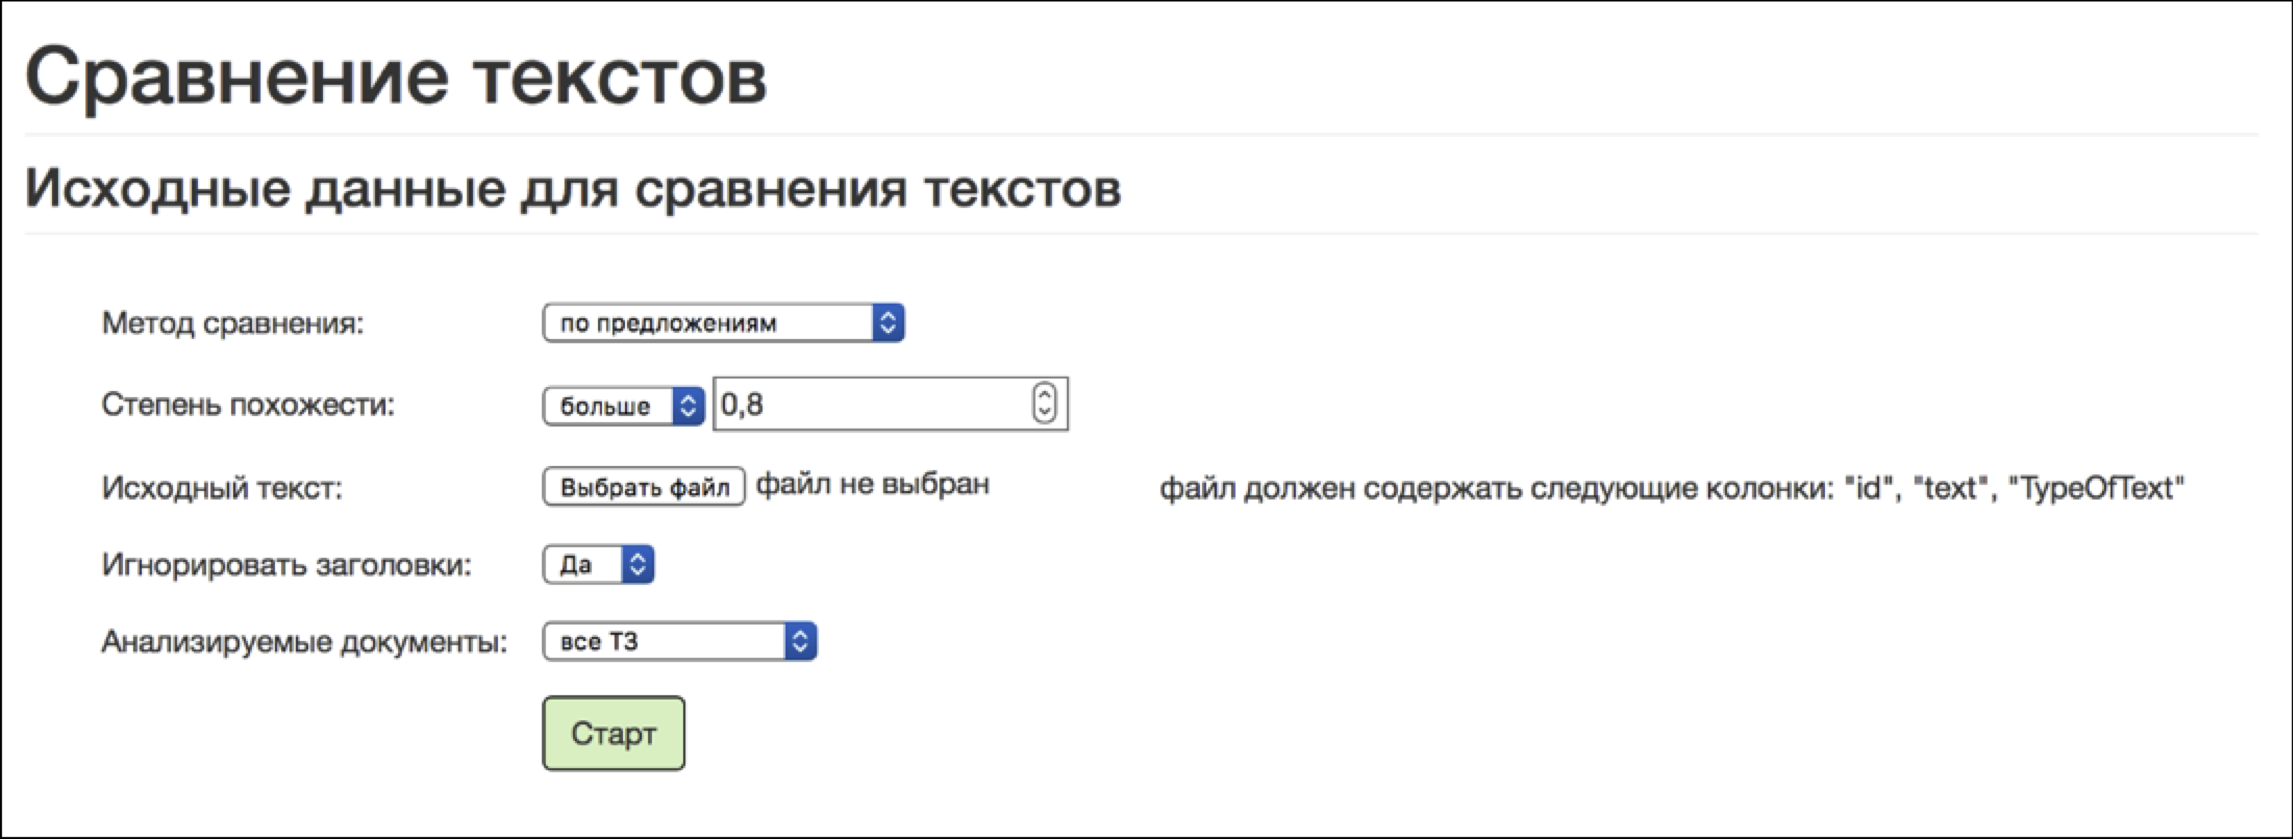 Сравнение текстов
Исходные данные для сравнения текстов
Метод сравнения: по предложениям
Степень похожести: больше 0,8
Исходный текст: Выбрать файл файл не выбран файл должен содержать следующие колонки: "id", "text", "TypeOfText"
Игнорировать заголовки: Да
Анализируемые документы: все ТЗ
Старт